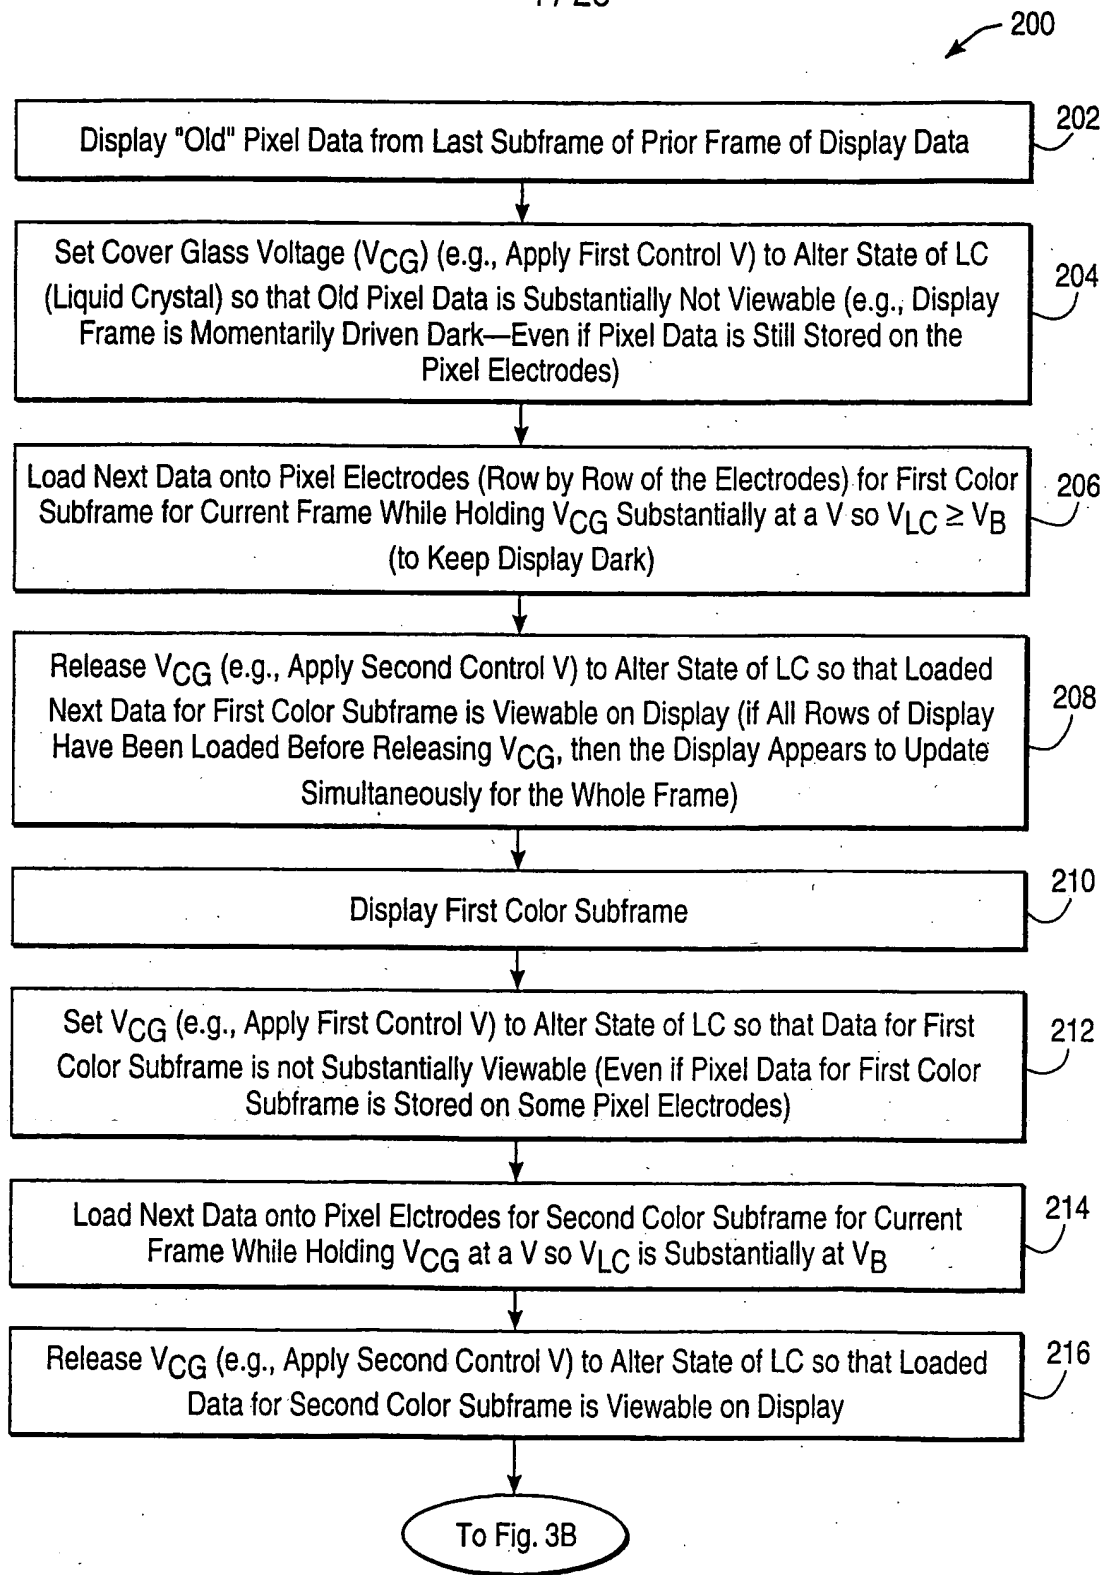 200
Display "Old" Pixel Data from Last Subframe of Prior Frame of Display Data
202
Set Cover Glass Voltage (VCG) (e.g., Apply First Control V) to Alter State of LC
(Liquid Crystal) so that Old Pixel Data is Substantially Not Viewable (e.g., Display
Frame is Momentarily Driven Dark—Even if Pixel Data is Still Stored on the
Pixel Electrodes)
204
Load Next Data onto Pixel Electrodes (Row by Row of the Electrodes) for First Color
Subframe for Current Frame While Holding VCG Substantially at a V so VLC ≥ VB
(to Keep Display Dark)
206
Release VCG (e.g., Apply Second Control V) to Alter State of LC so that Loaded
Next Data for First Color Subframe is Viewable on Display (if All Rows of Display
Have Been Loaded Before Releasing VCG, then the Display Appears to Update
Simultaneously for the Whole Frame)
208
Display First Color Subframe
210
Set VCG (e.g., Apply First Control V) to Alter State of LC so that Data for First
Color Subframe is not Substantially Viewable (Even if Pixel Data for First Color
Subframe is Stored on Some Pixel Electrodes)
212
Load Next Data onto Pixel Elctrodes for Second Color Subframe for Current
Frame While Holding VCG at a V so VLC is Substantially at VB
214
Release VCG (e.g., Apply Second Control V) to Alter State of LC so that Loaded
Data for Second Color Subframe is Viewable on Display
216
To Fig. 3B